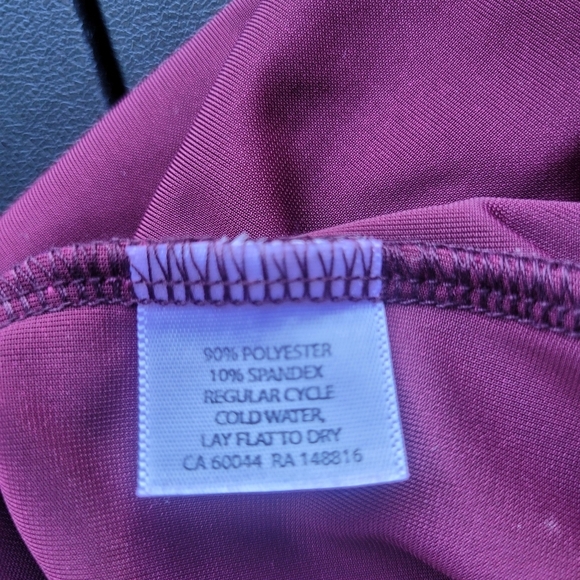 90% POLYESTER
10% SPANDEX
REGULAR CYCLE
COLD WATER,
LAY FLAT TO DRY
CA 60044 RA 148816